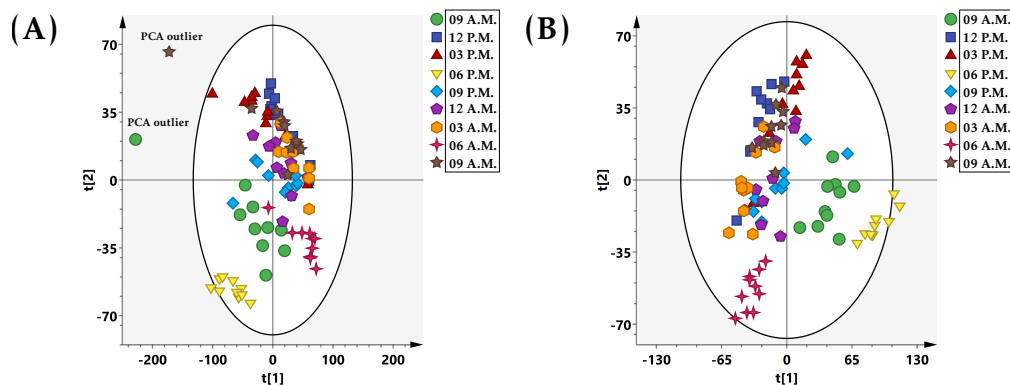 (A)
PCA outlier
PCA outlier
70
35
0
-35
-70
t[2]
-200
-100
0
100
200
t[1]
09 A.M.
12 P.M.
03 P.M.
06 P.M.
09 P.M.
12 A.M.
03 A.M.
06 A.M.
09 A.M.
(B)
70
35
0
-35
-70
t[2]
-130
-65
0
65
130
t[1]
09 A.M.
12 P.M.
03 P.M.
06 P.M.
09 P.M.
12 A.M.
03 A.M.
06 A.M.
09 A.M.